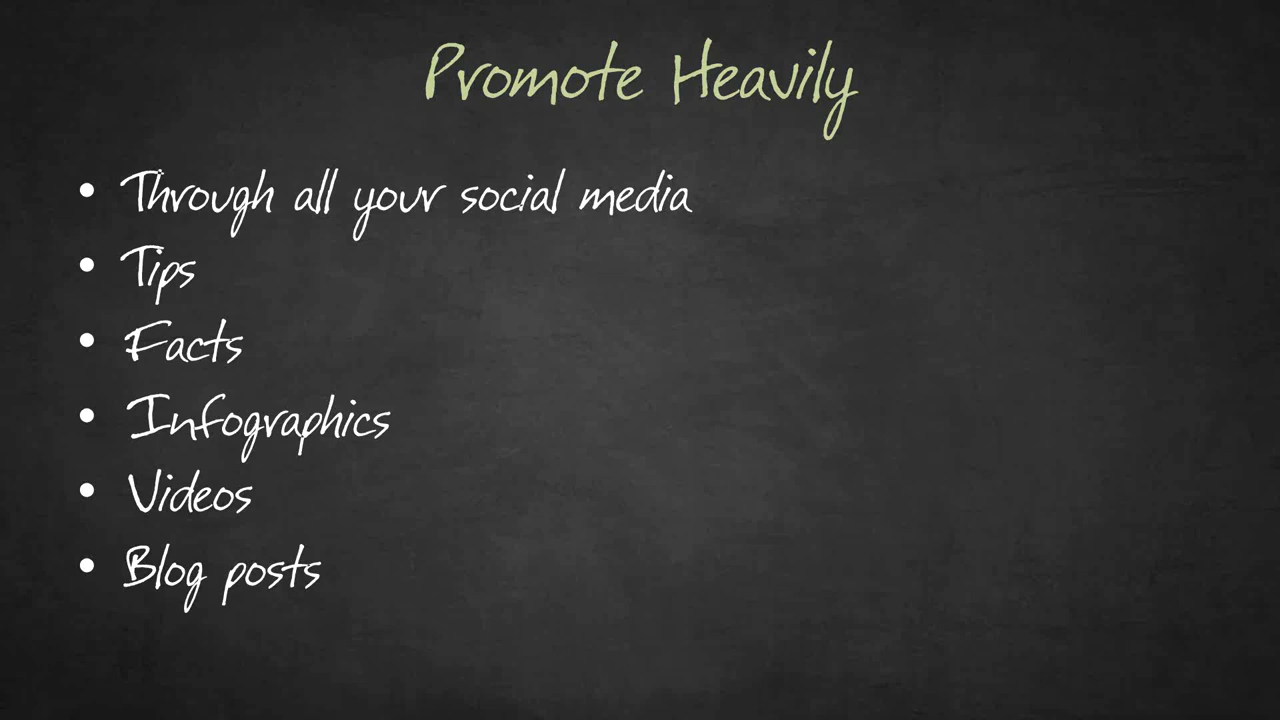 Promote Heavily
• Through all your social media
• Tips
• Facts
• Infographics
• Videos
• Blog posts